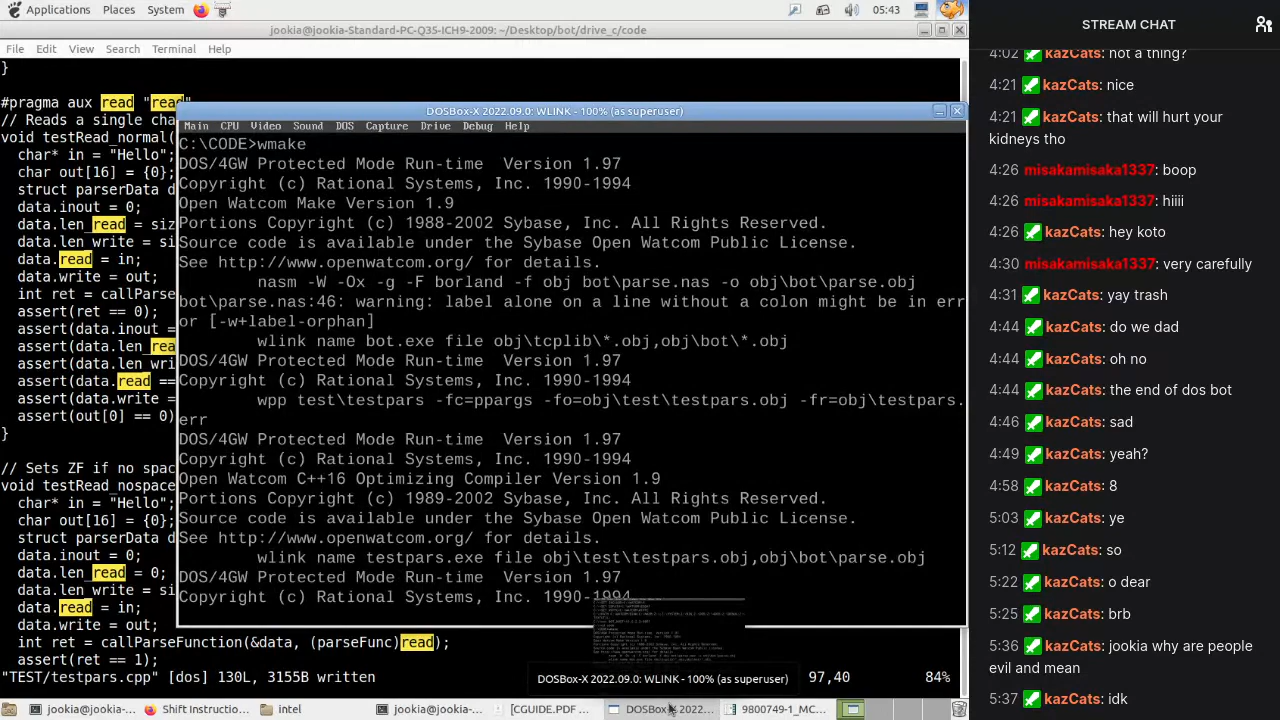 Applications Places System 05:43
jookia@jookia-Standard-PC-Q35-ICH9-2009: ~/Desktop/bot/drive_c/code
File Edit View Search Terminal Help
}
#pragma aux read "read"
// Reads a single cha
void testRead_normal(
char* in = "Hello";
char out[16] = {0};
struct parserData d
data.inout = 0;
data.len_read = siz
data.len_write = si
data.read = in;
data.write = out;
int ret = callParse
assert(ret == 0);
assert(data.inout =
assert(data.len_rea
assert(data.len_wri
assert(data.read ==
assert(data.write =
assert(out[0] == 0)
}
// Sets ZF if no spac
void testRead_nospace
char* in = "Hello";
char out[16] = {0};
struct parserData d
data.inout = 0;
data.len_read = 0;
data.len_write = si
data.read = in;
data.write = out;
int ret = callParserFunction(&data, (parserFunc)read);
assert(ret == 1);
"TEST/testpars.cpp" [dos] 130L, 3155B written 97,40 84%
DOSBox-X 2022.09.0: WLINK - 100% (as superuser)
Main CPU Video Sound DOS Capture Drive Debug Help
C:\CODE>wmake
DOS/4GW Protected Mode Run-time Version 1.97
Copyright (c) Rational Systems, Inc. 1990-1994
Open Watcom Make Version 1.9
Portions Copyright (c) 1988-2002 Sybase, Inc. All Rights Reserved.
Source code is available under the Sybase Open Watcom Public License.
See http://www.openwatcom.org/ for details.
nasm -W -Ox -g -F borland -f obj bot\parse.nas -o obj\bot\parse.obj
bot\parse.nas:46: warning: label alone on a line without a colon might be in err
or [-w+label-orphan]
wlink name bot.exe file obj\tcplib\*.obj,obj\bot\*.obj
DOS/4GW Protected Mode Run-time Version 1.97
Copyright (c) Rational Systems, Inc. 1990-1994
wpp test\testpars -fc=ppargs -fo=obj\test\testpars.obj -fr=obj\testpars.
err
DOS/4GW Protected Mode Run-time Version 1.97
Copyright (c) Rational Systems, Inc. 1990-1994
Open Watcom C++16 Optimizing Compiler Version 1.9
Portions Copyright (c) 1989-2002 Sybase, Inc. All Rights Reserved.
Source code is available under the Sybase Open Watcom Public License.
See http://www.openwatcom.org/ for details.
wlink name testpars.exe file obj\test\testpars.obj,obj\bot\parse.obj
DOS/4GW Protected Mode Run-time Version 1.97
Copyright (c) Rational Systems, Inc. 1990-1994
DOSBox-X 2022.09.0: WLINK - 100% (as superuser)
jookia@jookia-... Shift Instructio... intel jookia@jookia-... [CGUIDE.PDF ... DOSBox-X 2022... 9800749-1_MC...
STREAM CHAT
4:02 kazCats: not a thing?
4:21 kazCats: nice
4:21 kazCats: that will hurt your
kidneys tho
4:26 misakamisaka1337: boop
4:26 misakamisaka1337: hiiii
4:26 kazCats: hey koto
4:30 misakamisaka1337: very carefully
4:31 kazCats: yay trash
4:44 kazCats: do we dad
4:44 kazCats: oh no
4:44 kazCats: the end of dos bot
4:46 kazCats: sad
4:49 kazCats: yeah?
4:58 kazCats: 8
5:03 kazCats: ye
5:12 kazCats: so
5:22 kazCats: o dear
5:25 kazCats: brb
5:36 kazCats: jookia why are people
evil and mean
5:37 kazCats: idk